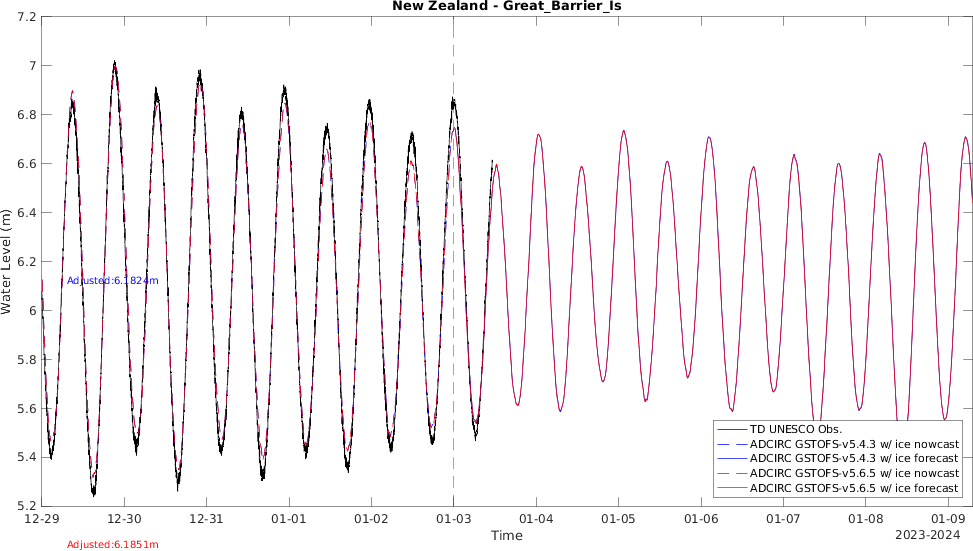 New Zealand - Great_Barrier_Is
7.2
7
6.8
6.6
6.4
6.2
6
5.8
5.6
5.4
5.2
Water Level (m)
Adjusted:6.1824m
TD UNESCO Obs.
ADCIRC GSTOFS-v5.4.3 w/ ice nowcast
ADCIRC GSTOFS-v5.4.3 w/ ice forecast
ADCIRC GSTOFS-v5.6.5 w/ ice nowcast
ADCIRC GSTOFS-v5.6.5 w/ ice forecast
12-29 12-30 12-31 01-01 01-02 01-03 01-04 01-05 01-06 01-07 01-08 01-09
Time
2023-2024
Adjusted:6.1851m